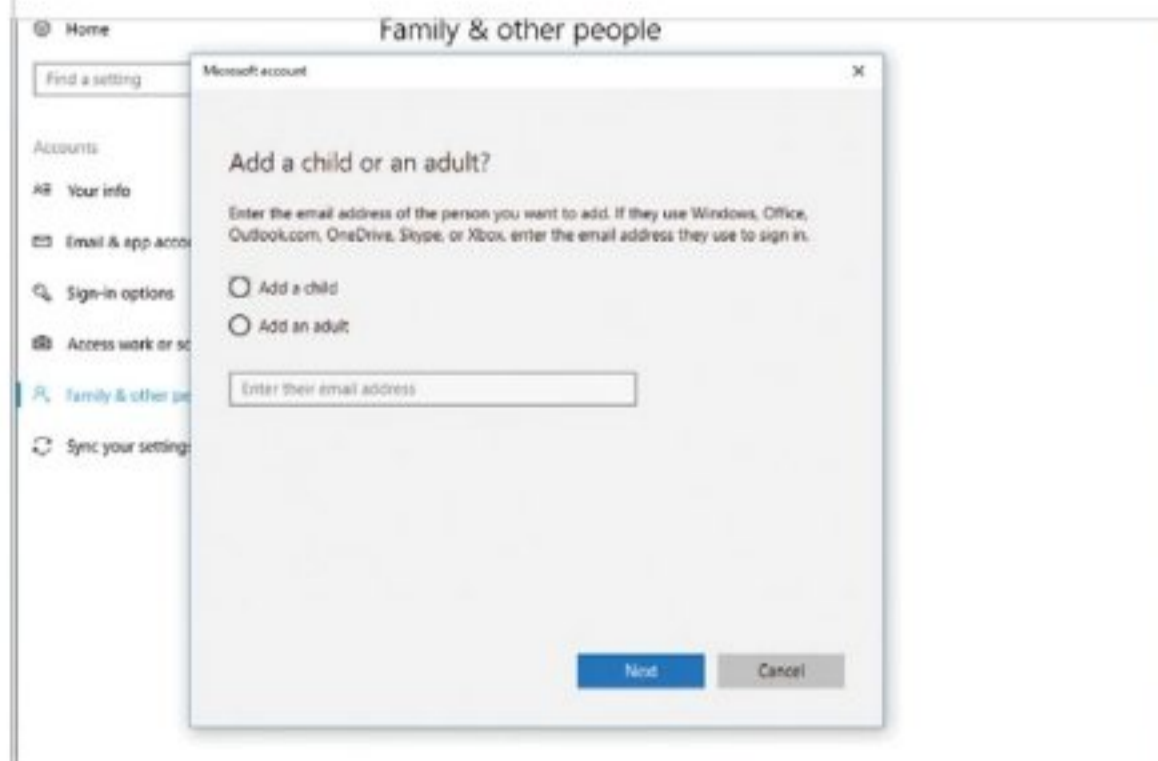 Home
Family & other people
Find a setting
Microsoft account
Accounts
Add a child or an adult?
Your info
Enter the email address of the person you want to add. If they use Windows, Office,
Outlook.com, OneDrive, Skype, or Xbox, enter the email address they use to sign in.
Email & app acco
Sign-in options
Add a child
Add an adult
Access work or sc
Family & other pe
Enter their email address
Sync your setting
Next
Cancel